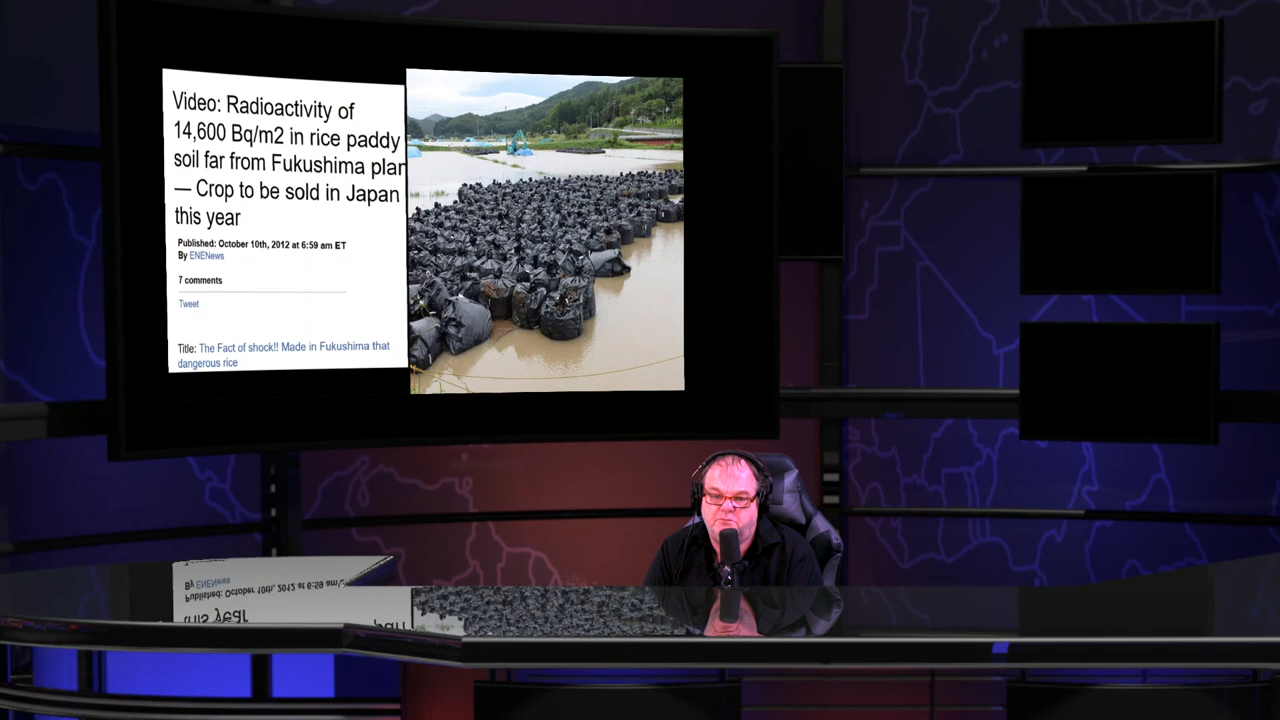 Video: Radioactivity of
14,600 Bq/m2 in rice paddy
soil far from Fukushima plan
— Crop to be sold in Japan
this year
Published: October 10th, 2012 at 6:59 am ET
By ENENews
7 comments
Tweet
Title: The Fact of shock!! Made in Fukushima that
dangerous rice